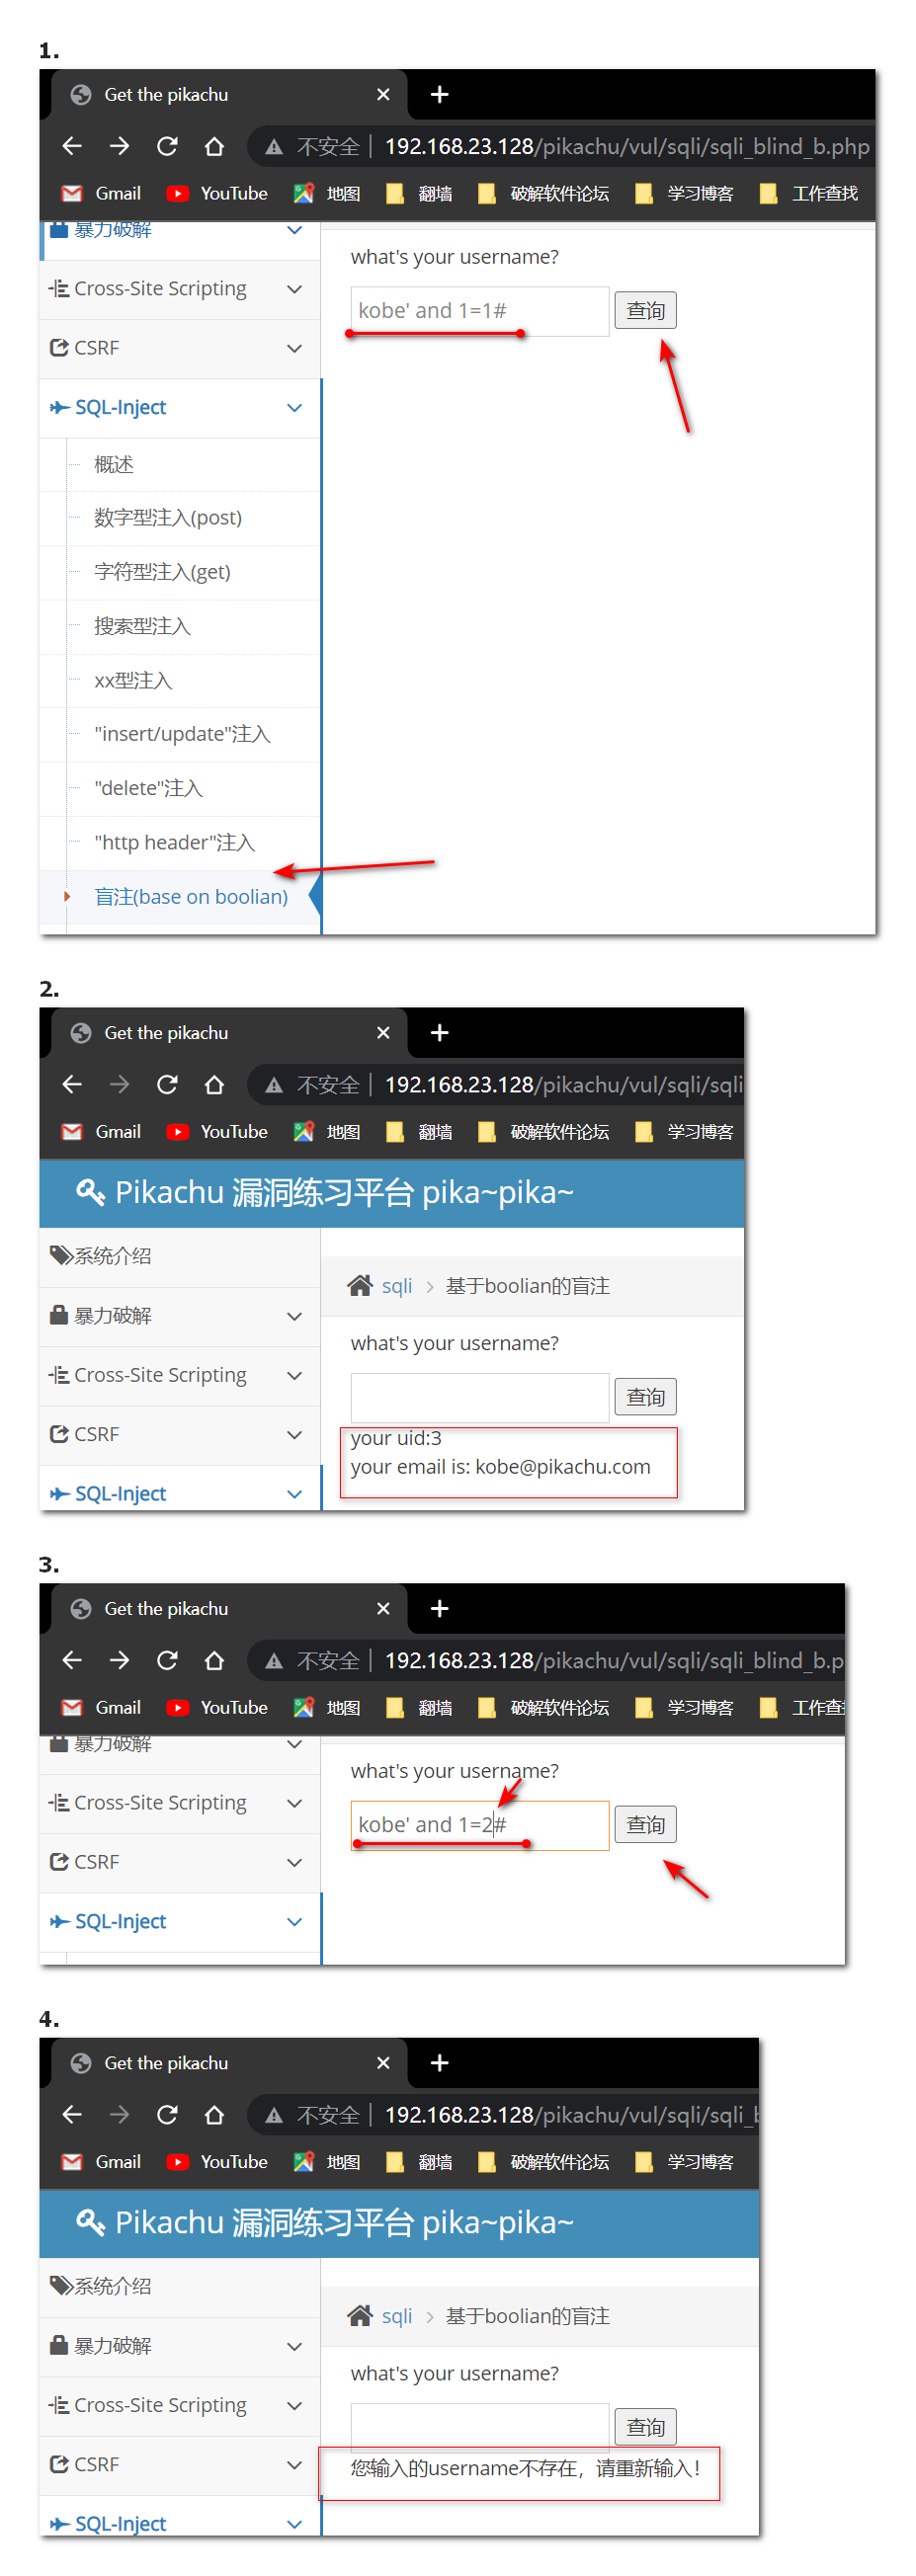 1.
Get the pikachu
不安全 192.168.23.128/pikachu/vul/sqli/sqli_blind_b.php
Gmail YouTube 地图 翻墙 破解软件论坛 学习博客 工作查找
暴力破解
Cross-Site Scripting
CSRF
SQL-Inject
概述
数字型注入(post)
字符型注入(get)
搜索型注入
xx型注入
"insert/update"注入
"delete"注入
"http header"注入
盲注(base on boolian)
what's your username?
kobe' and 1=1# 查询
2.
Get the pikachu
不安全 192.168.23.128/pikachu/vul/sqli/sqli
Gmail YouTube 地图 翻墙 破解软件论坛 学习博客
Pikachu 漏洞练习平台 pika~pika~
系统介绍
暴力破解
Cross-Site Scripting
CSRF
SQL-Inject
sqli > 基于boolian的盲注
what's your username?
查询
your uid:3
your email is: kobe@pikachu.com
3.
Get the pikachu
不安全 192.168.23.128/pikachu/vul/sqli/sqli_blind_b.p
Gmail YouTube 地图 翻墙 破解软件论坛 学习博客 工作查
暴力破解
Cross-Site Scripting
CSRF
SQL-Inject
what's your username?
kobe' and 1=2# 查询
4.
Get the pikachu
不安全 192.168.23.128/pikachu/vul/sqli/sqli_b
Gmail YouTube 地图 翻墙 破解软件论坛 学习博客
Pikachu 漏洞练习平台 pika~pika~
系统介绍
暴力破解
Cross-Site Scripting
CSRF
SQL-Inject
sqli > 基于boolian的盲注
what's your username?
查询
您输入的username不存在，请重新输入！